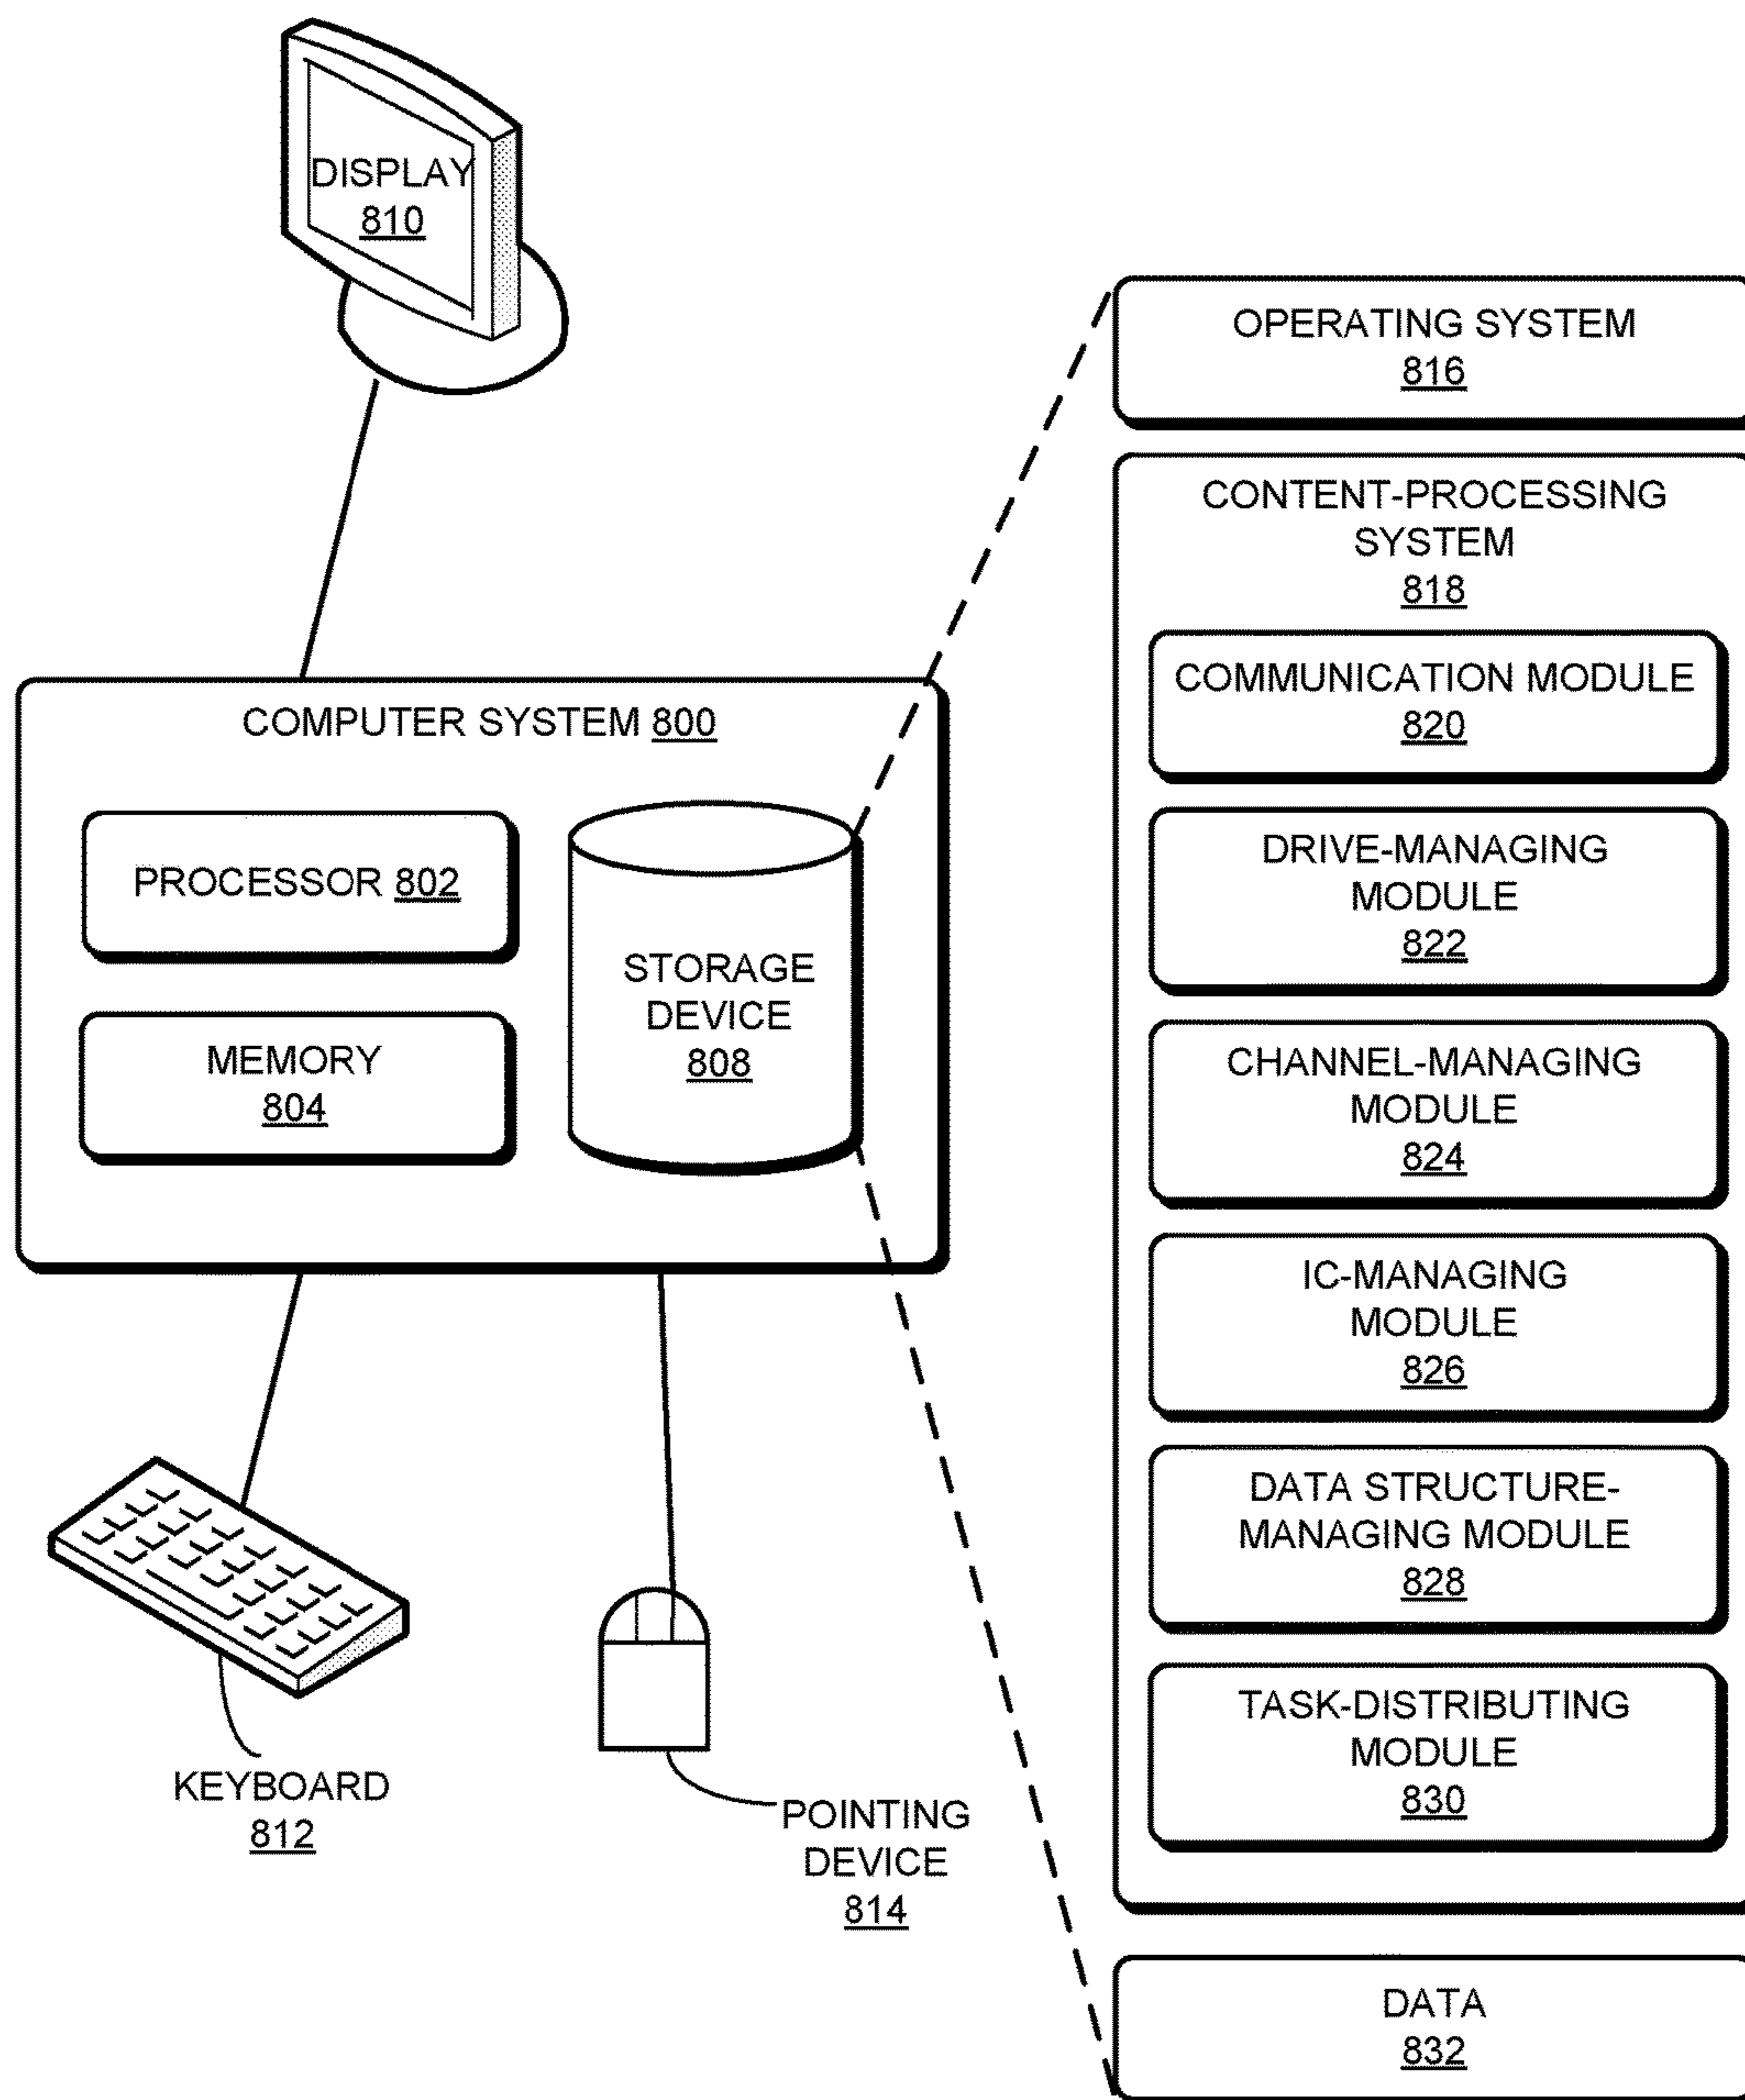 DISPLAY
810
COMPUTER SYSTEM 800
PROCESSOR 802
MEMORY
804
STORAGE
DEVICE
808
KEYBOARD
812
POINTING
DEVICE
814
OPERATING SYSTEM
816
CONTENT-PROCESSING
SYSTEM
818
COMMUNICATION MODULE
820
DRIVE-MANAGING
MODULE
822
CHANNEL-MANAGING
MODULE
824
IC-MANAGING
MODULE
826
DATA STRUCTURE-
MANAGING MODULE
828
TASK-DISTRIBUTING
MODULE
830
DATA
832